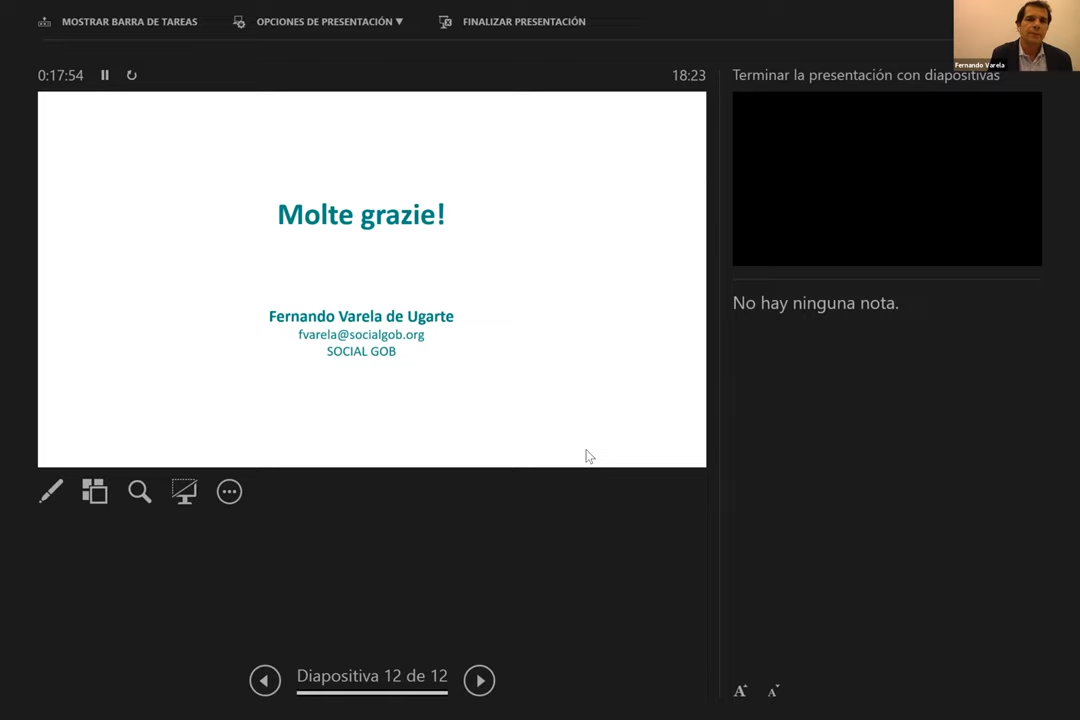 MOSTRAR BARRA DE TAREAS
OPCIONES DE PRESENTACIÓN ▼
FINALIZAR PRESENTACIÓN
Fernando Varela
0:17:54
18:23
Terminar la presentación con diapositivas
Molte grazie!
Fernando Varela de Ugarte
fvarela@socialgob.org
SOCIAL GOB
No hay ninguna nota.
Diapositiva 12 de 12
A A